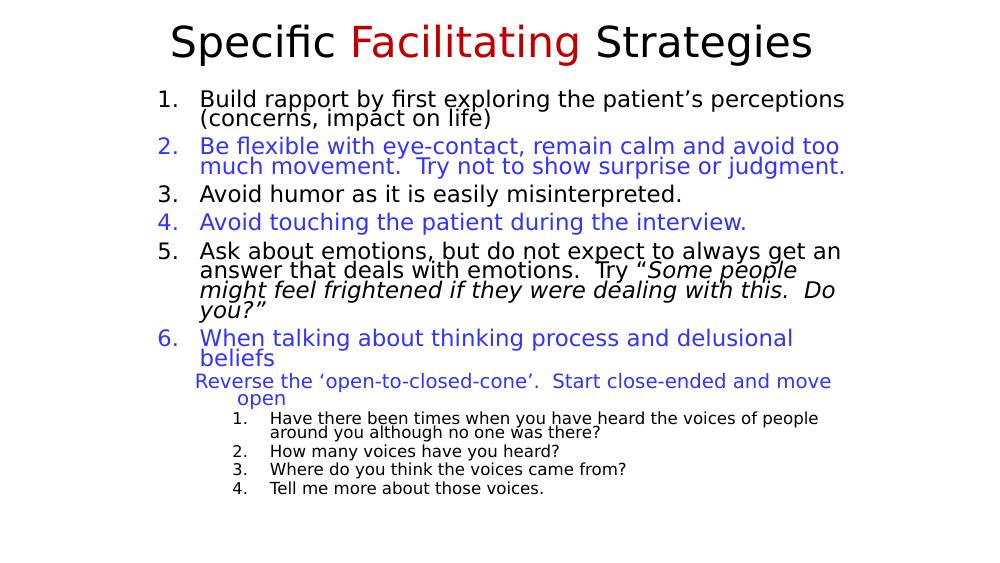 Specific Facilitating Strategies
1. Build rapport by first exploring the patient’s perceptions
(concerns, impact on life)
2. Be flexible with eye-contact, remain calm and avoid too
much movement.  Try not to show surprise or judgment.
3. Avoid humor as it is easily misinterpreted.
4. Avoid touching the patient during the interview.
5. Ask about emotions, but do not expect to always get an
answer that deals with emotions.  Try “Some people
might feel frightened if they were dealing with this.  Do
you?”
6. When talking about thinking process and delusional
beliefs
Reverse the ‘open-to-closed-cone’.  Start close-ended and move
open
1. Have there been times when you have heard the voices of people
around you although no one was there?
2. How many voices have you heard?
3. Where do you think the voices came from?
4. Tell me more about those voices.